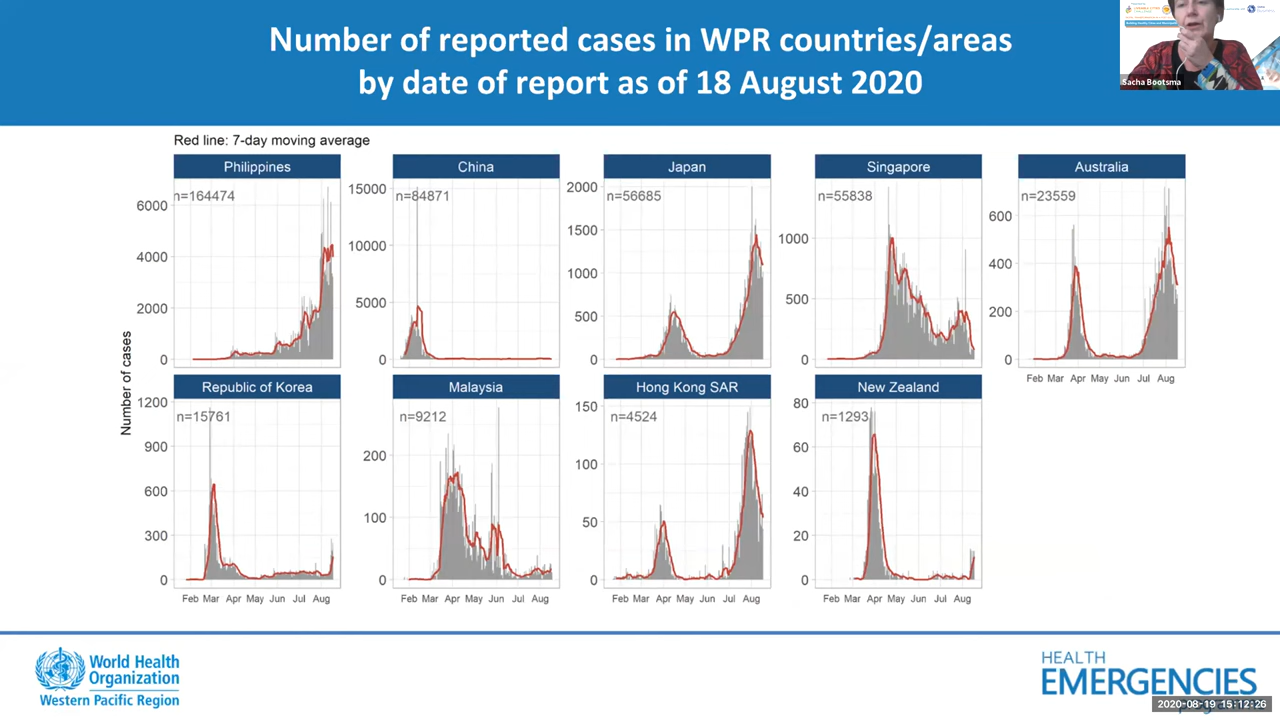 Number of reported cases in WPR countries/areas
by date of report as of 18 August 2020
Sacha Bootsma
Red line: 7-day moving average
Number of cases
Philippines
n=164474
6000
4000
2000
0
China
n=84871
15000
10000
5000
0
Japan
n=56685
2000
1500
1000
500
0
Singapore
n=55838
1000
500
0
Australia
n=23559
600
400
200
0
Feb Mar Apr May Jun Jul Aug
Republic of Korea
n=15761
1200
900
600
300
0
Feb Mar Apr May Jun Jul Aug
Malaysia
n=9212
200
100
0
Feb Mar Apr May Jun Jul Aug
Hong Kong SAR
n=4524
150
100
50
0
Feb Mar Apr May Jun Jul Aug
New Zealand
n=1293
80
60
40
20
0
Feb Mar Apr May Jun Jul Aug
World Health
Organization
Western Pacific Region
HEALTH
EMERGENCIES
2020-08-19 15:12:26